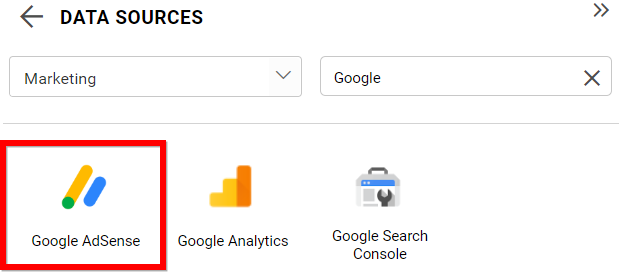 DATA SOURCES
Marketing
Google
Google AdSense
Google Analytics
Google Search
Console